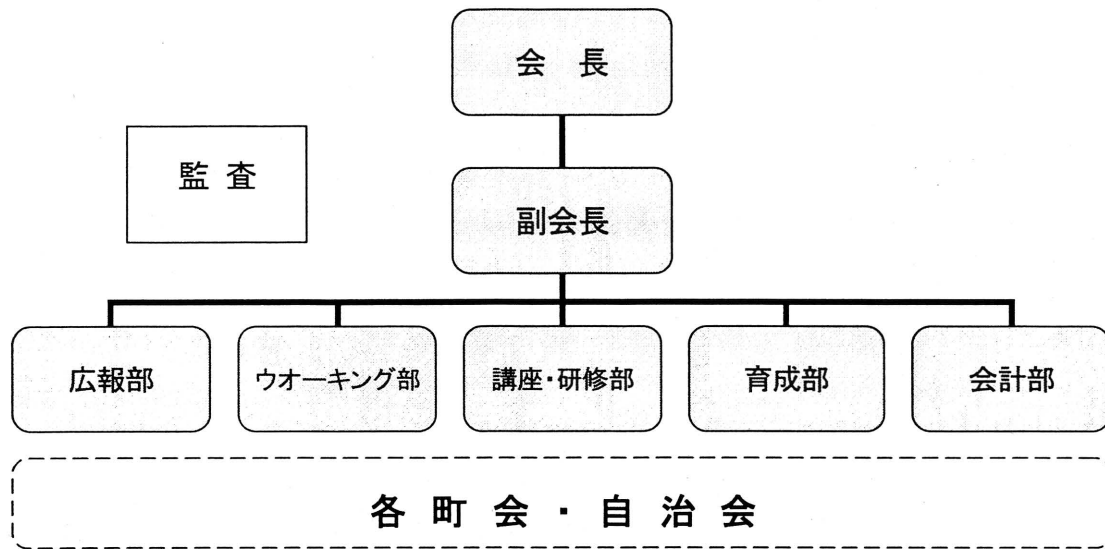 会 長
監 査
副会長
広報部
ウオーキング部
講座・研修部
育成部
会計部
各 町 会 ・ 自 治 会